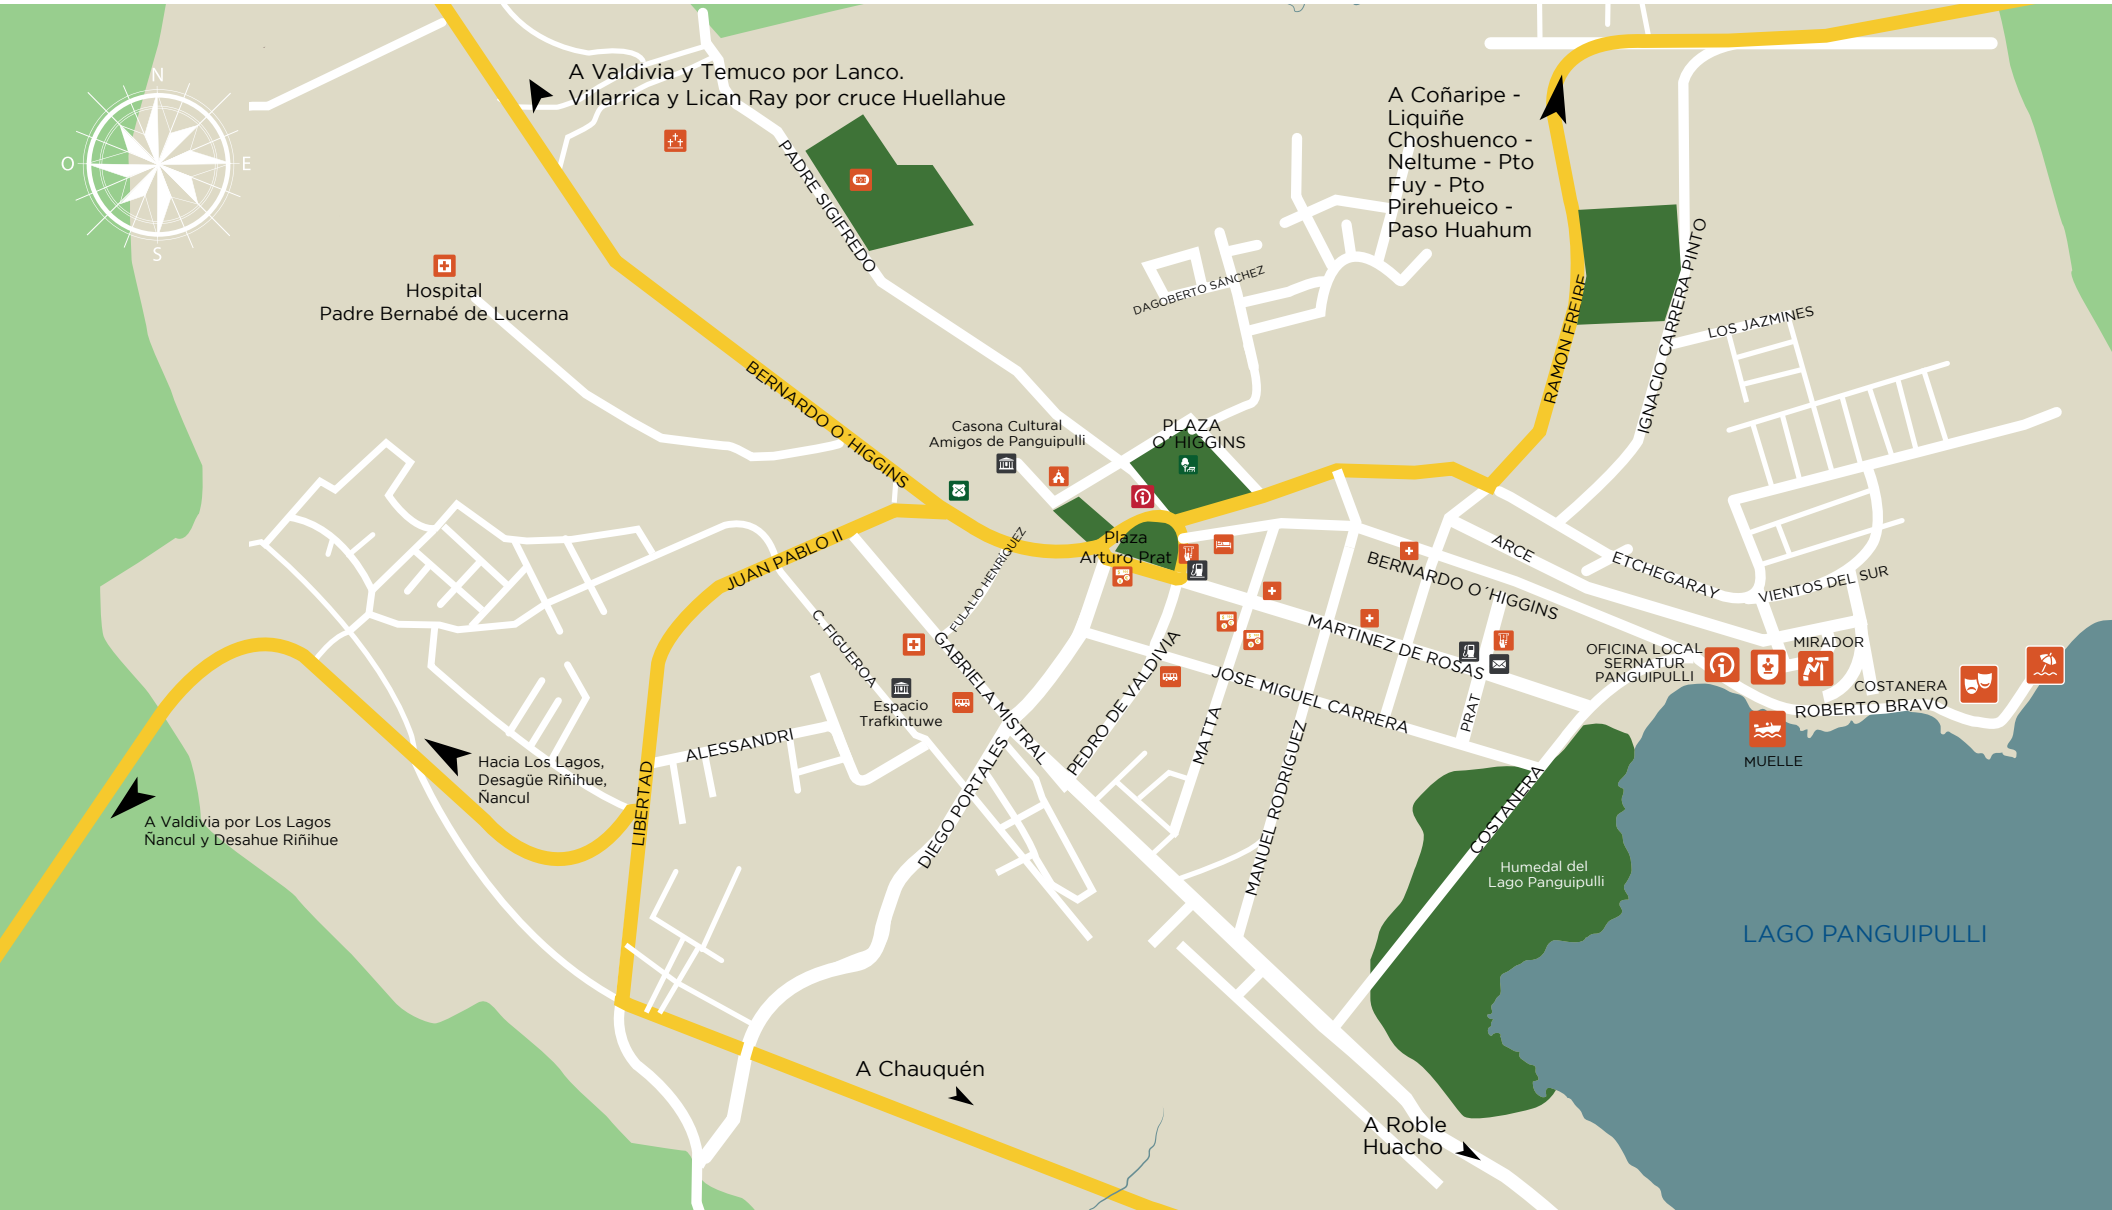 N
O
E
S
A Valdivia y Temuco por Lanco.
Villarrica y Lican Ray por cruce Huellahue
A Coñaripe -
Liquiñe
Choshuenco -
Neltume - Pto
Fuy - Pto
Pirehueico -
Paso Huahum
PADRE SIGIFREDO
Hospital
Padre Bernabé de Lucerna
DAGOBERTO SÁNCHEZ
RAMON FREIRE
IGNACIO CARRERA PINTO
LOS JAZMINES
BERNARDO O´HIGGINS
Casona Cultural
Amigos de Panguipulli
PLAZA
O´HIGGINS
Plaza
Arturo Prat
JUAN PABLO II
FULALIO HENRÍQUEZ
ARCE
ETCHEGARAY
VIENTOS DEL SUR
BERNARDO O´HIGGINS
MARTINEZ DE ROSAS
C. FIGUEROA
GABRIELA MISTRAL
PEDRO DE VALDIVIA
JOSE MIGUEL CARRERA
MATTA
MANUEL RODRIGUEZ
PRAT
OFICINA LOCAL
SERNATUR
PANGUIPULLI
MIRADOR
COSTANERA
ROBERTO BRAVO
MUELLE
Espacio
Trafkintuwe
ALESSANDRI
LIBERTAD
DIEGO PORTALES
COSTANERA
Hacia Los Lagos,
Desagüe Riñihue,
Ñancul
A Valdivia por Los Lagos
Ñancul y Desahue Riñihue
Humedal del
Lago Panguipulli
LAGO PANGUIPULLI
A Chauquén
A Roble
Huacho